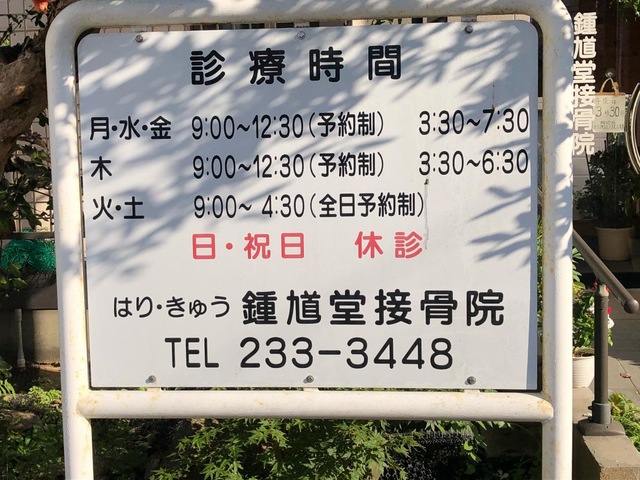 診療時間
月・水・金 9:00~12:30(予約制) 3:30~7:30
木 9:00~12:30(予約制) 3:30~6:30
火・土 9:00~ 4:30(全日予約制)
日・祝日 休診
はり・きゅう 鍾馗堂接骨院
TEL 233-3448
鍾馗堂接骨院